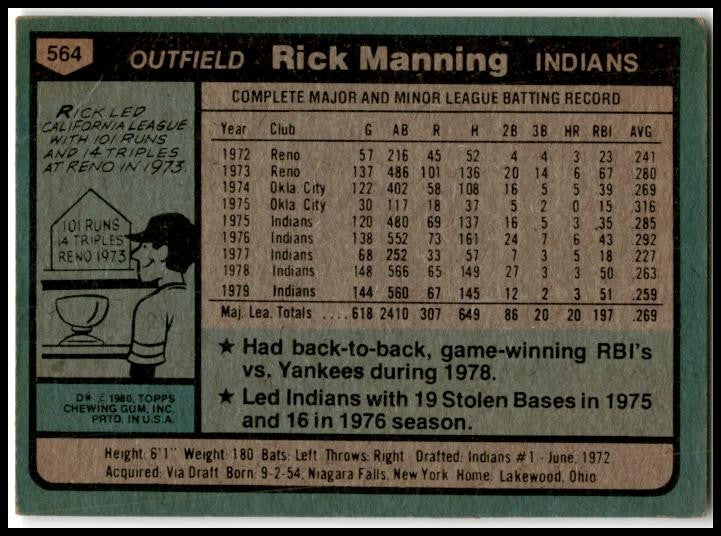 564 OUTFIELD Rick Manning INDIANS
RICK LED
CALIFORNIA LEAGUE
WITH 101 RUNS
AND 14 TRIPLES
AT RENO IN 1973.
101 RUNS
14 TRIPLES
RENO 1973
D* © 1980, TOPPS
CHEWING GUM, INC.
PRTD. IN U.S.A.
COMPLETE MAJOR AND MINOR LEAGUE BATTING RECORD
Year Club G AB R H 2B 3B HR RBI AVG
1972 Reno 57 216 45 52 4 4 3 23 .241
1973 Reno 137 486 101 136 20 14 6 67 .280
1974 Okla. City 122 402 58 108 16 5 5 39 .269
1975 Okla. City 30 117 18 37 5 2 0 15 .316
1975 Indians 120 480 69 137 16 5 3 35 .285
1976 Indians 138 552 73 161 24 7 6 43 .292
1977 Indians 68 252 33 57 7 3 5 18 .227
1978 Indians 148 566 65 149 27 3 3 50 .263
1979 Indians 144 560 67 145 12 2 3 51 .259
Maj. Lea. Totals .... 618 2410 307 649 86 20 20 197 .269
★ Had back-to-back, game-winning RBI's
vs. Yankees during 1978.
★ Led Indians with 19 Stolen Bases in 1975
and 16 in 1976 season.
Height: 6'1" Weight: 180 Bats: Left Throws: Right Drafted: Indians #1 - June, 1972
Acquired: Via Draft Born: 9-2-54, Niagara Falls, New York Home: Lakewood, Ohio